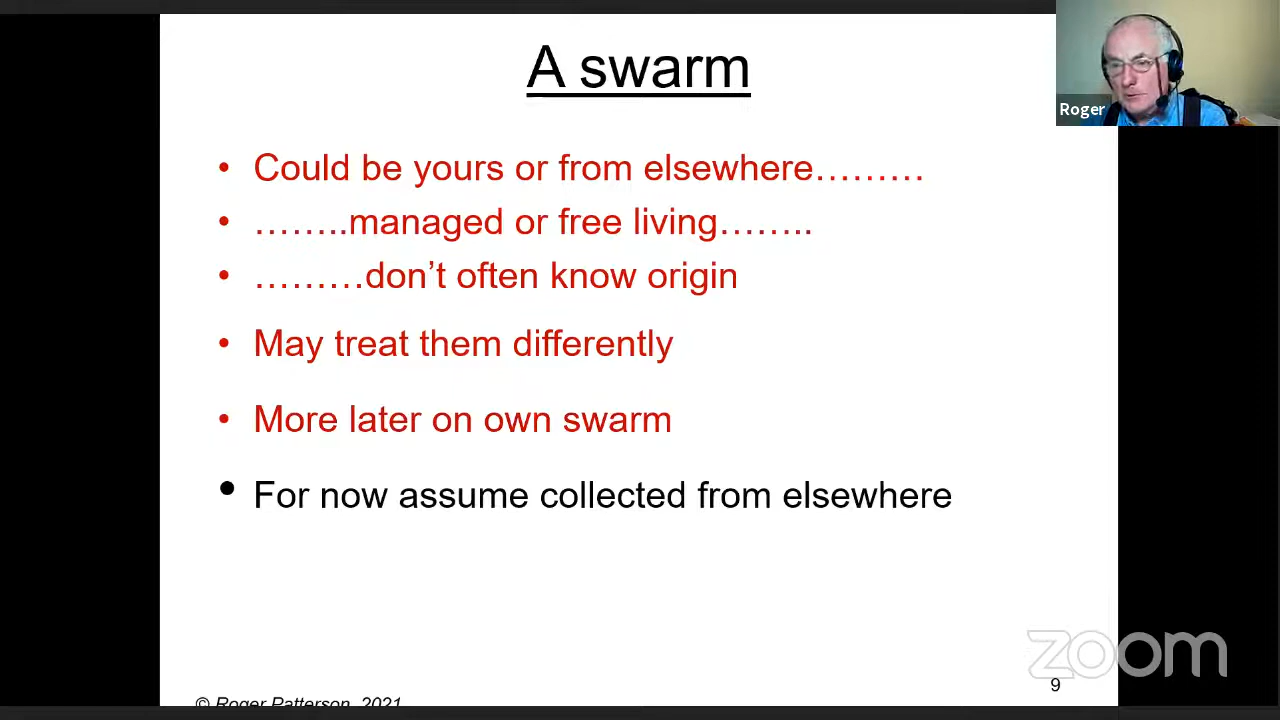 A swarm
Roger
• Could be yours or from elsewhere………
• ……..managed or free living……..
• ………don’t often know origin
• May treat them differently
• More later on own swarm
• For now assume collected from elsewhere
zoom
9
© Roger Patterson, 2021